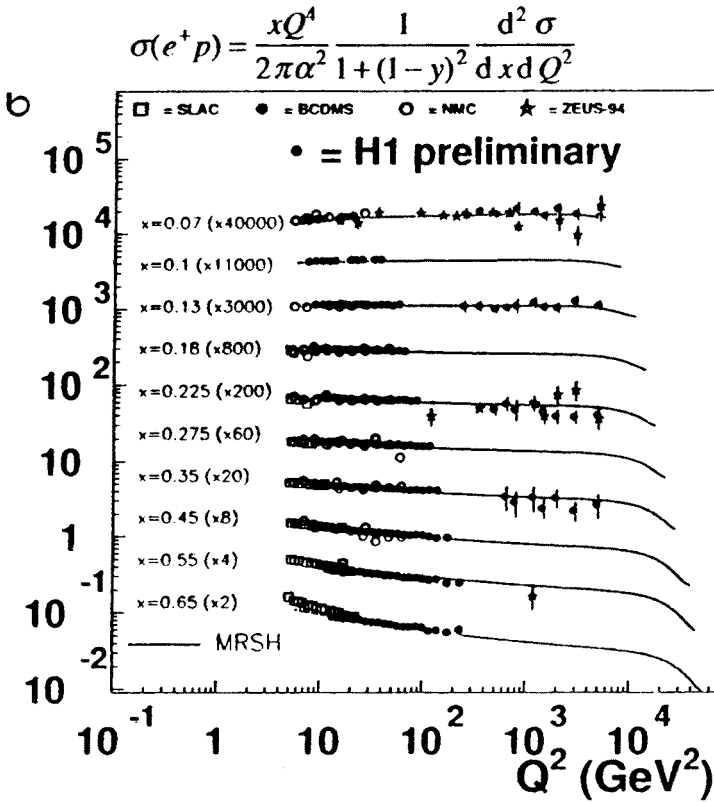 σ(e⁺p) = xQ⁴/2πα² 1/1+(1−y)² d²σ/dxdQ²
σ
□ = SLAC ● = BCDMS ○ = NMC ★ = ZEUS-94
• = H1 preliminary
10⁵
10⁴
x=0.07 (x40000)
x=0.1 (x11000)
10³
x=0.13 (x3000)
x=0.18 (x800)
10²
x=0.225 (x200)
x=0.275 (x60)
10
x=0.35 (x20)
x=0.45 (x8)
1
x=0.55 (x4)
10⁻¹
x=0.65 (x2)
MRSH
10⁻²
10⁻¹ 1 10 10² 10³ 10⁴
Q² (GeV²)